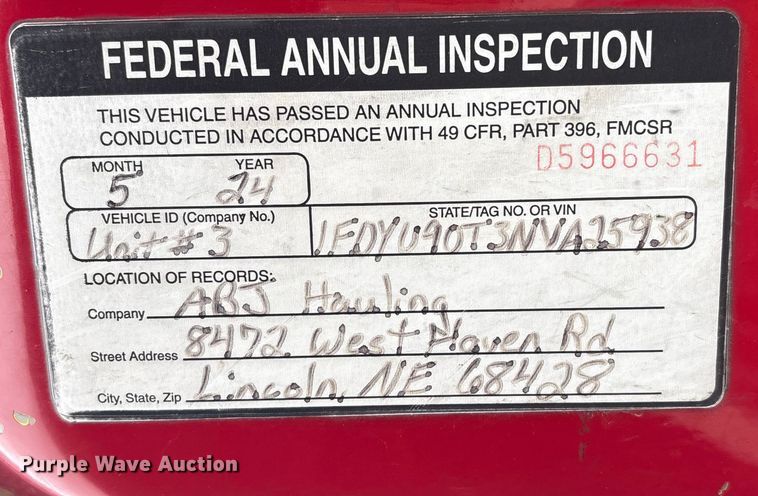 FEDERAL ANNUAL INSPECTION
THIS VEHICLE HAS PASSED AN ANNUAL INSPECTION
CONDUCTED IN ACCORDANCE WITH 49 CFR, PART 396, FMCSR
D5966631
MONTH YEAR
5 24
VEHICLE ID (Company No.) STATE/TAG NO. OR VIN
Unit # 3 1FDYU90T3NVA25938
LOCATION OF RECORDS:
Company ABJ Hauling
Street Address 8472 West Haven Rd
City, State, Zip Lincoln, NE 68428
Purple Wave Auction